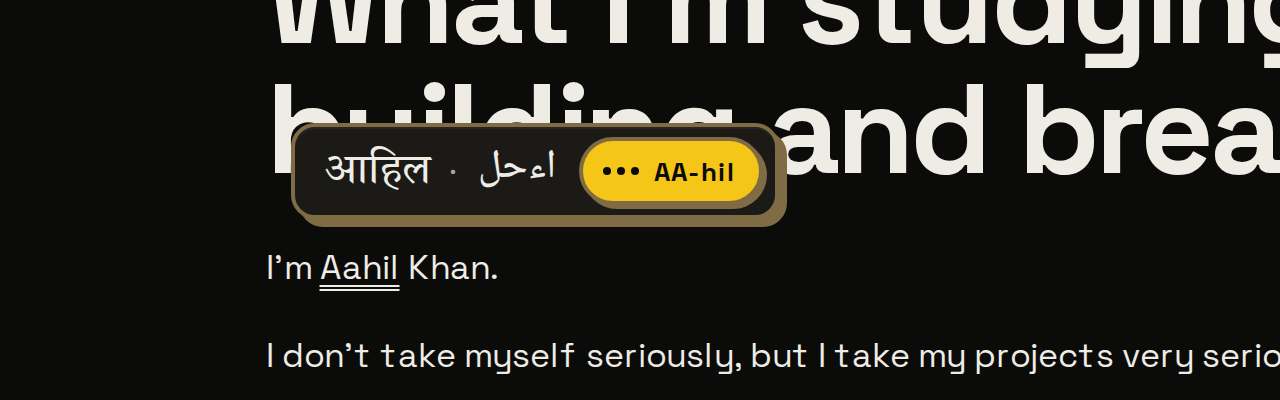 What I’m studying
building and brea
आहिल · اءحل ••• AA-hil
I’m Aahil Khan.
I don’t take myself seriously, but I take my projects very serio